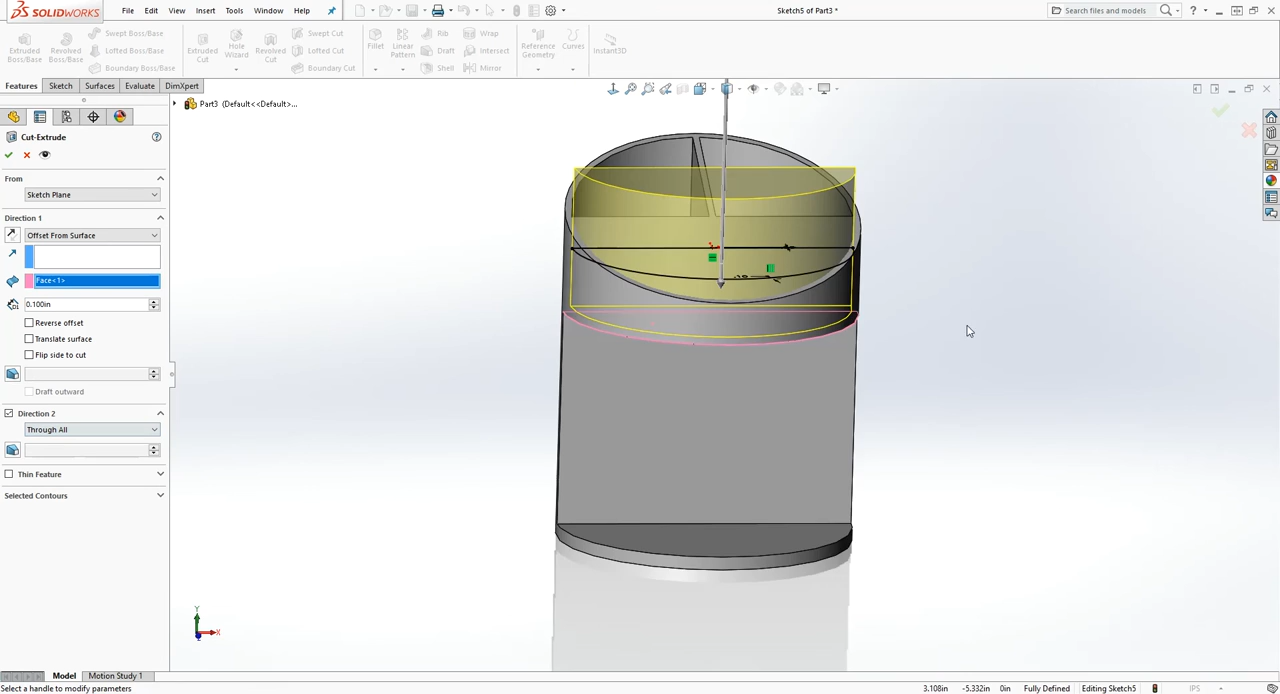 SOLIDWORKS
File Edit View Insert Tools Window Help
Sketch5 of Part3 *
Search files and models
Extruded Boss/Base
Revolved Boss/Base
Swept Boss/Base
Lofted Boss/Base
Boundary Boss/Base
Extruded Cut
Hole Wizard
Revolved Cut
Swept Cut
Lofted Cut
Boundary Cut
Fillet
Linear Pattern
Rib
Draft
Shell
Wrap
Intersect
Mirror
Reference Geometry
Curves
Instant3D
Features Sketch Surfaces Evaluate DimXpert
Part3 (Default<<Default>...
Cut-Extrude
From
Sketch Plane
Direction 1
Offset From Surface
Face<1>
0.100in
Reverse offset
Translate surface
Flip side to cut
Draft outward
Direction 2
Through All
Thin Feature
Selected Contours
Y
X
Model Motion Study 1
Select a handle to modify parameters
3.108in -5.332in 0in Fully Defined Editing Sketch5 IPS